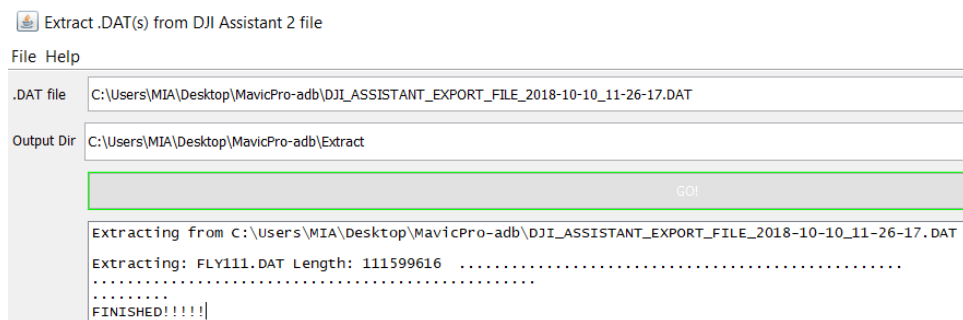 Extract .DAT(s) from DJI Assistant 2 file
File Help
.DAT file C:\Users\MIA\Desktop\MavicPro-adb\DJI_ASSISTANT_EXPORT_FILE_2018-10-10_11-26-17.DAT
Output Dir C:\Users\MIA\Desktop\MavicPro-adb\Extract
GO!
Extracting from C:\Users\MIA\Desktop\MavicPro-adb\DJI_ASSISTANT_EXPORT_FILE_2018-10-10_11-26-17.DAT
Extracting: FLY111.DAT Length: 111599616 ..................................................
..................................................
.........
FINISHED!!!!!